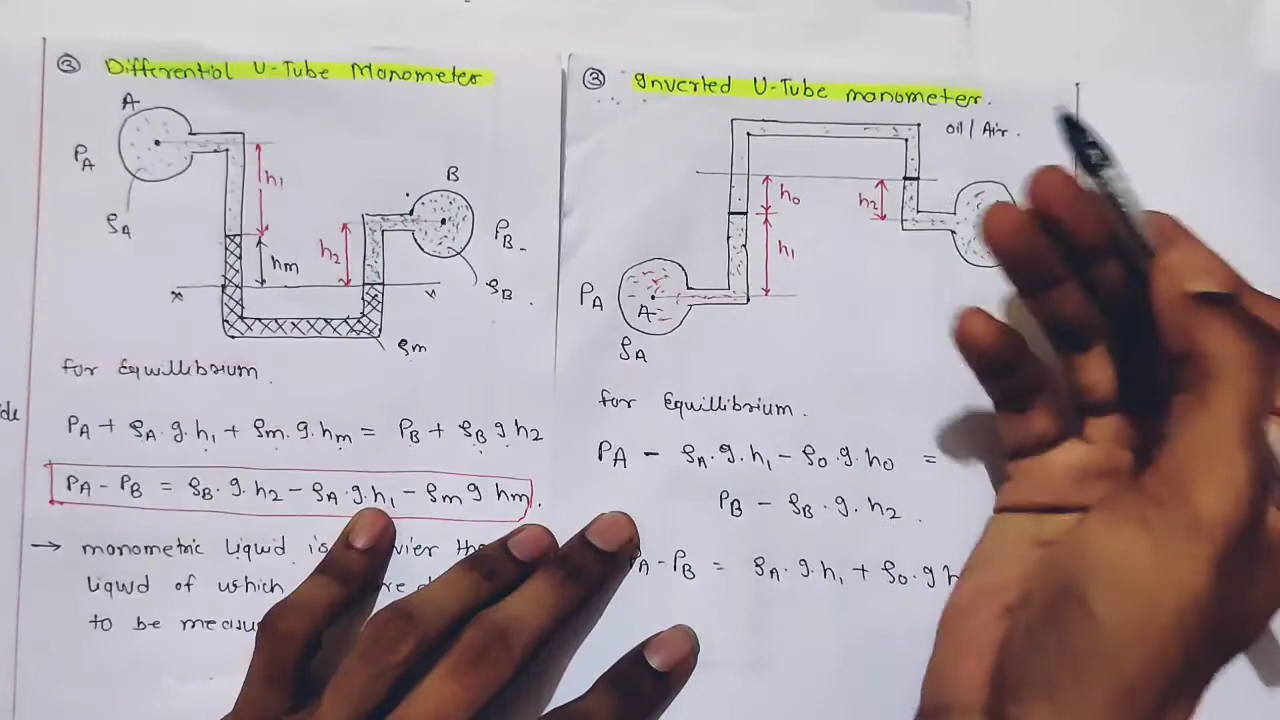 ③ Differential U-Tube Manometer
A
PA
h1
B
ρA
h2
PB
hm
x
x
ρB.
ρm
for Equillibrium.
PA + ρA.g.h1 + ρm.g.hm = PB + ρB g h2
PA - PB = ρB.g.h2 - ρA.g.h1 - ρm g hm.
→ manometric liquid is
liquid of which
to be
③ Inverted U-Tube manometer.
Oil / Air.
h0
h2
h1
PA
A
ρA
for Equillibrium.
PA - ρA.g.h1 - ρ0.g.h0 =
PB - ρB.g.h2.
PA-PB = ρA.g.h1 + ρ0.g